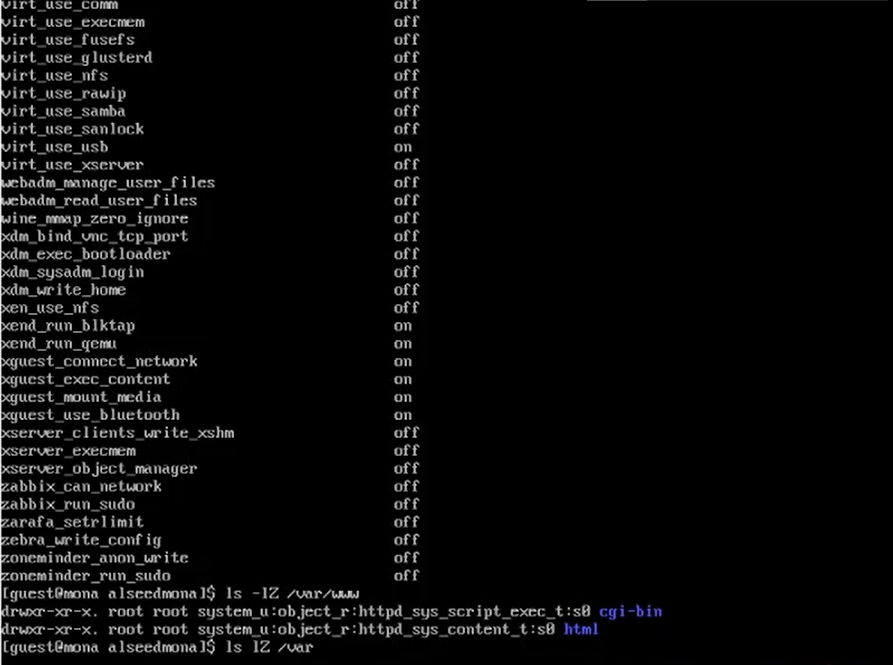 virt_use_comm off
virt_use_execmem off
virt_use_fusefs off
virt_use_glusterd off
virt_use_nfs off
virt_use_rawip off
virt_use_samba off
virt_use_sanlock off
virt_use_usb on
virt_use_xserver off
webadm_manage_user_files off
webadm_read_user_files off
wine_mmap_zero_ignore off
xdm_bind_vnc_tcp_port off
xdm_exec_bootloader off
xdm_sysadm_login off
xdm_write_home off
xen_use_nfs off
xend_run_blktap on
xend_run_qemu on
xguest_connect_network on
xguest_exec_content on
xguest_mount_media on
xguest_use_bluetooth on
xserver_clients_write_xshm off
xserver_execmem off
xserver_object_manager off
zabbix_can_network off
zabbix_run_sudo off
zarafa_setrlimit off
zebra_write_config off
zoneminder_anon_write off
zoneminder_run_sudo off
[guest@mona alseedmona]$ ls -lZ /var/www
drwxr-xr-x. root root system_u:object_r:httpd_sys_script_exec_t:s0 cgi-bin
drwxr-xr-x. root root system_u:object_r:httpd_sys_content_t:s0 html
[guest@mona alseedmona]$ ls lZ /var